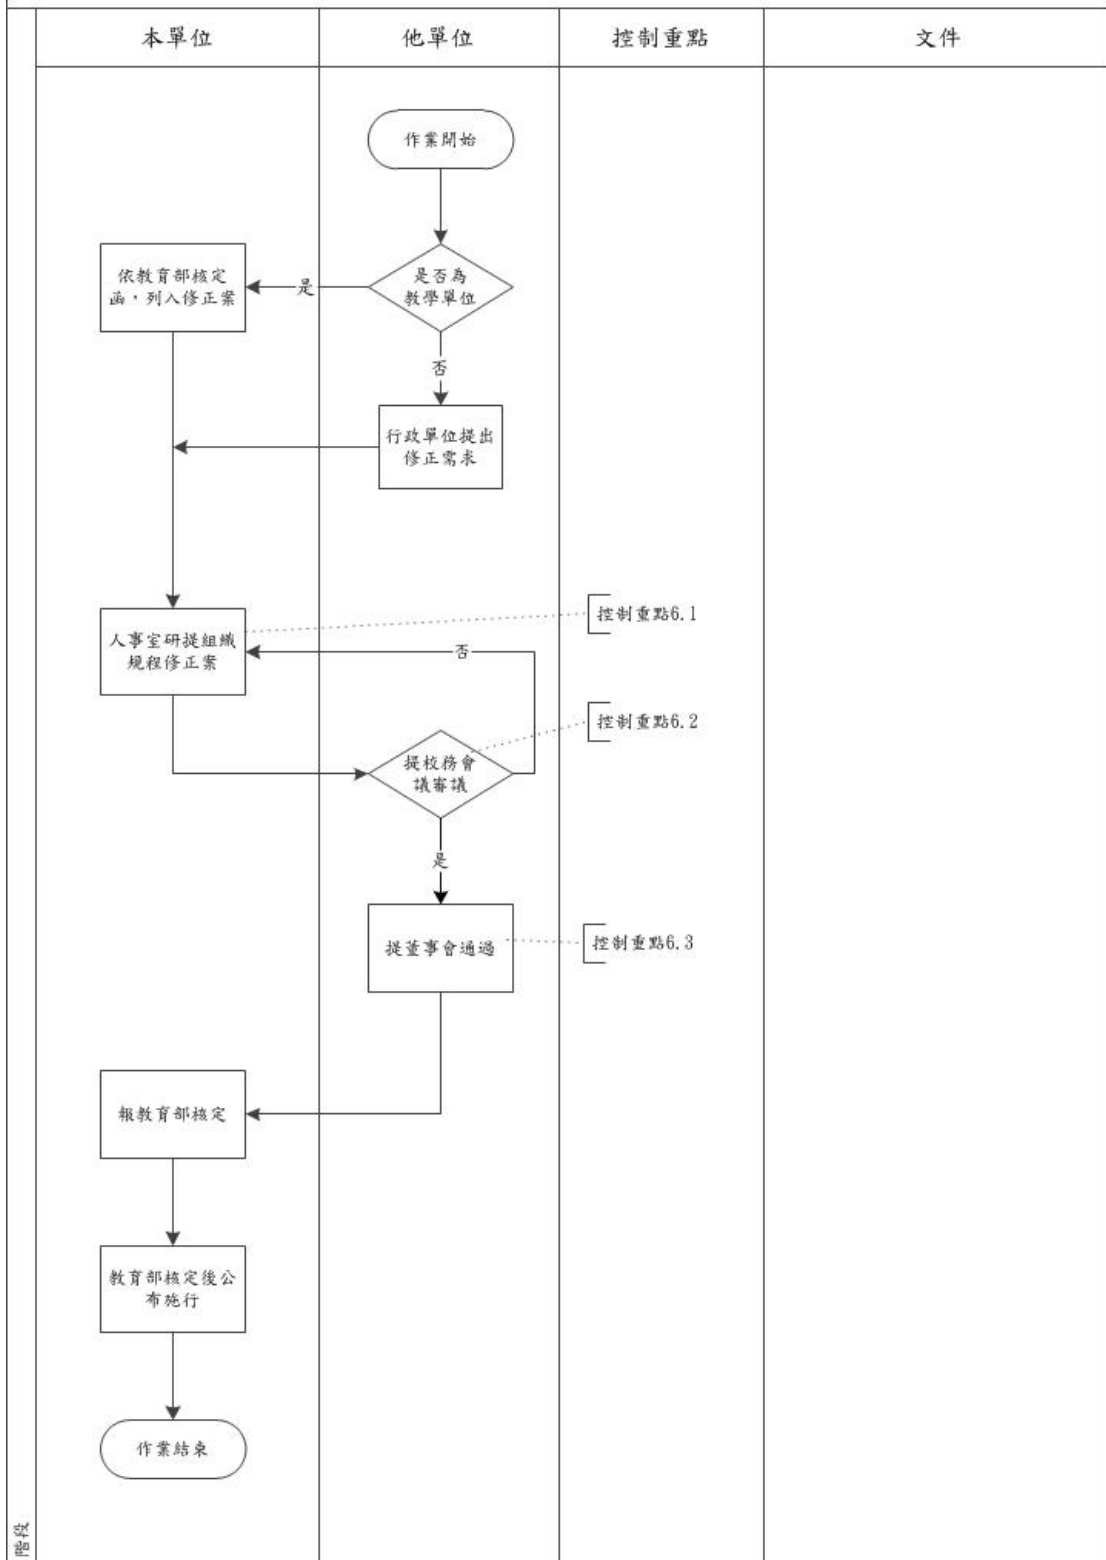 本單位
他單位
控制重點
文件
作業開始
是否為
教學單位
是
依教育部核定
函，列入修正案
否
行政單位提出
修正需求
人事室研提組織
規程修正案
控制重點6.1
否
控制重點6.2
提校務會
議審議
是
提董事會通過
控制重點6.3
報教育部核定
教育部核定後公
布施行
作業結束
階段